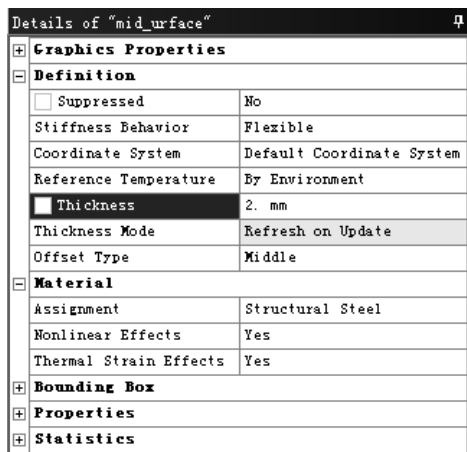 Details of "mid_urface"
Graphics Properties
Definition
Suppressed No
Stiffness Behavior Flexible
Coordinate System Default Coordinate System
Reference Temperature By Environment
Thickness 2. mm
Thickness Mode Refresh on Update
Offset Type Middle
Material
Assignment Structural Steel
Nonlinear Effects Yes
Thermal Strain Effects Yes
Bounding Box
Properties
Statistics